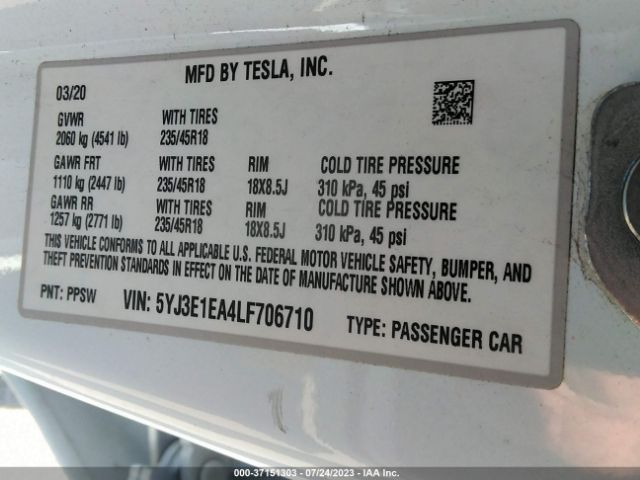 MFD BY TESLA, INC.
03/20
GVWR WITH TIRES
2060 kg (4541 lb) 235/45R18
GAWR FRT WITH TIRES RIM COLD TIRE PRESSURE
1110 kg (2447 lb) 235/45R18 18X8.5J 310 kPa, 45 psi
GAWR RR WITH TIRES RIM COLD TIRE PRESSURE
1257 kg (2771 lb) 235/45R18 18X8.5J 310 kPa, 45 psi
THIS VEHICLE CONFORMS TO ALL APPLICABLE U.S. FEDERAL MOTOR VEHICLE SAFETY, BUMPER, AND
THEFT PREVENTION STANDARDS IN EFFECT ON THE DATE OF MANUFACTURE SHOWN ABOVE.
PNT: PPSW VIN: 5YJ3E1EA4LF706710 TYPE: PASSENGER CAR
000-37151303 - 07/24/2023 - IAA Inc.